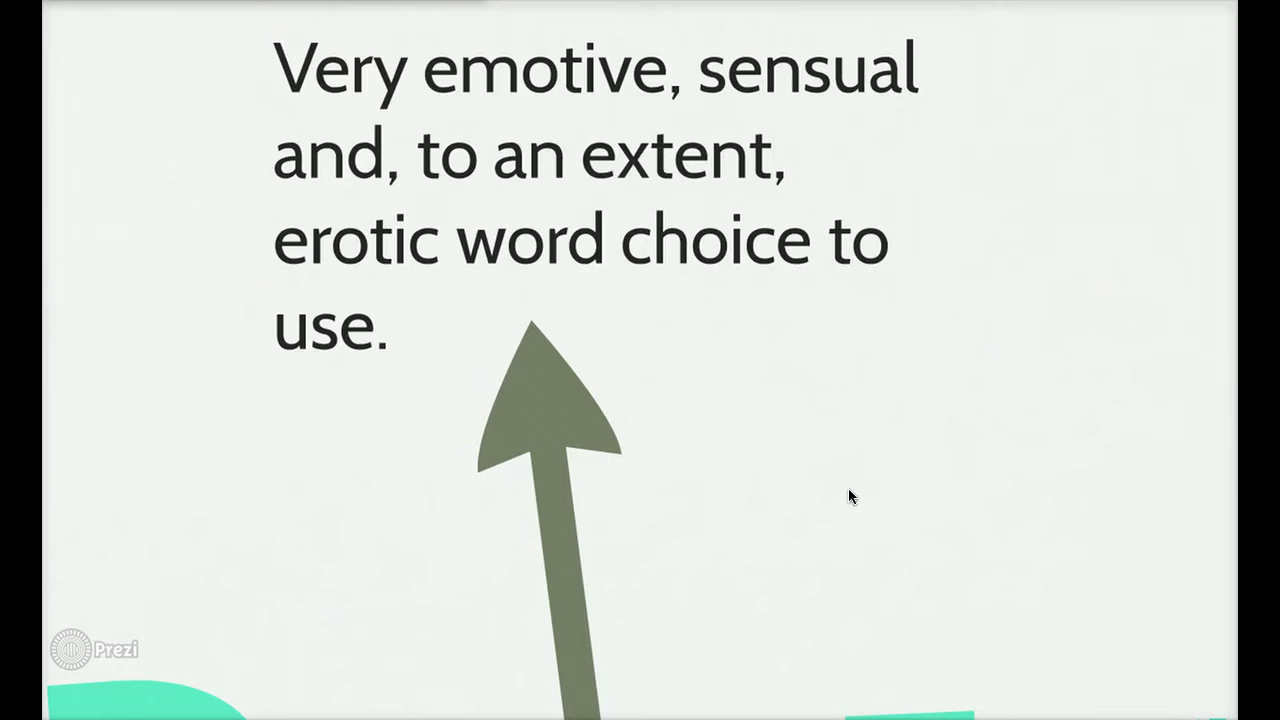 Very emotive, sensual
and, to an extent,
erotic word choice to
use.
Prezi